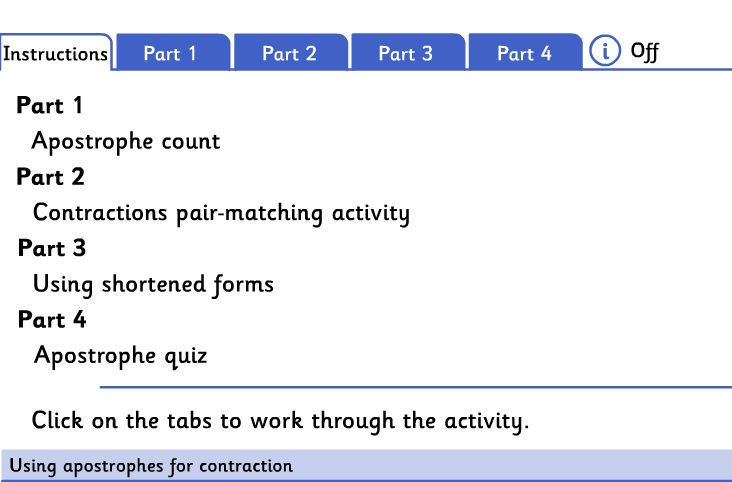 Instructions Part 1 Part 2 Part 3 Part 4 i Off
Part 1
Apostrophe count
Part 2
Contractions pair-matching activity
Part 3
Using shortened forms
Part 4
Apostrophe quiz
Click on the tabs to work through the activity.
Using apostrophes for contraction